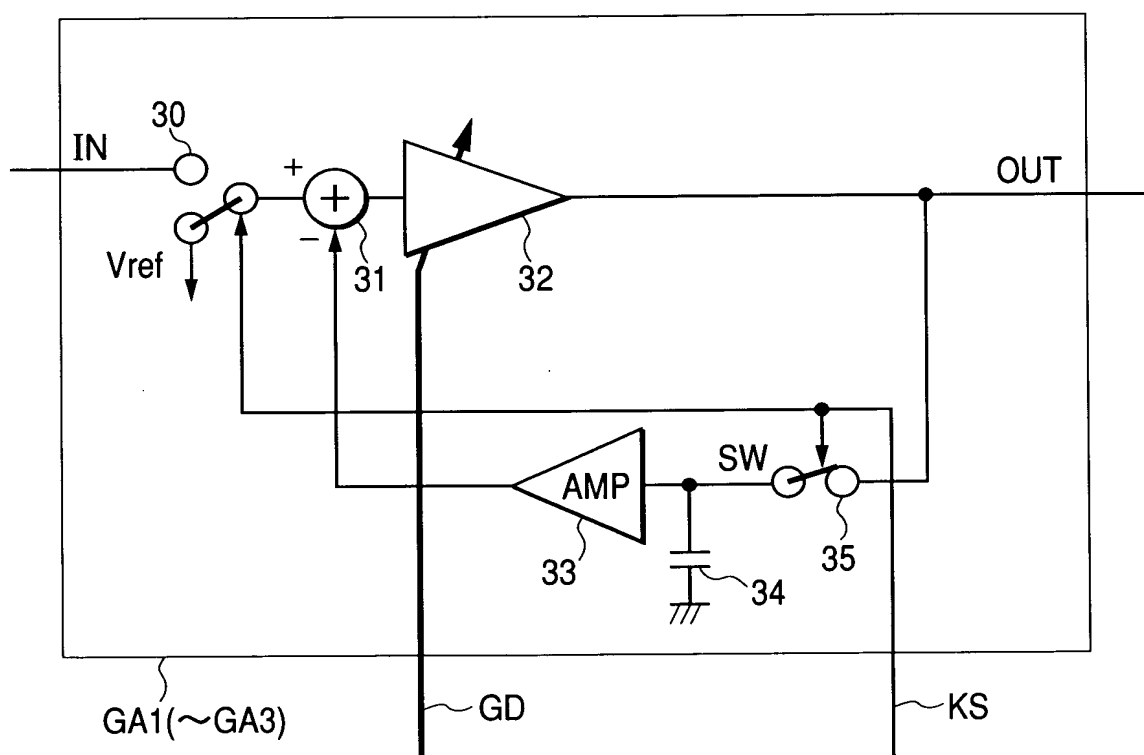 30
IN
OUT
+
+
−
31
32
Vref
SW
AMP
35
33
34
GA1(~GA3)
GD
KS